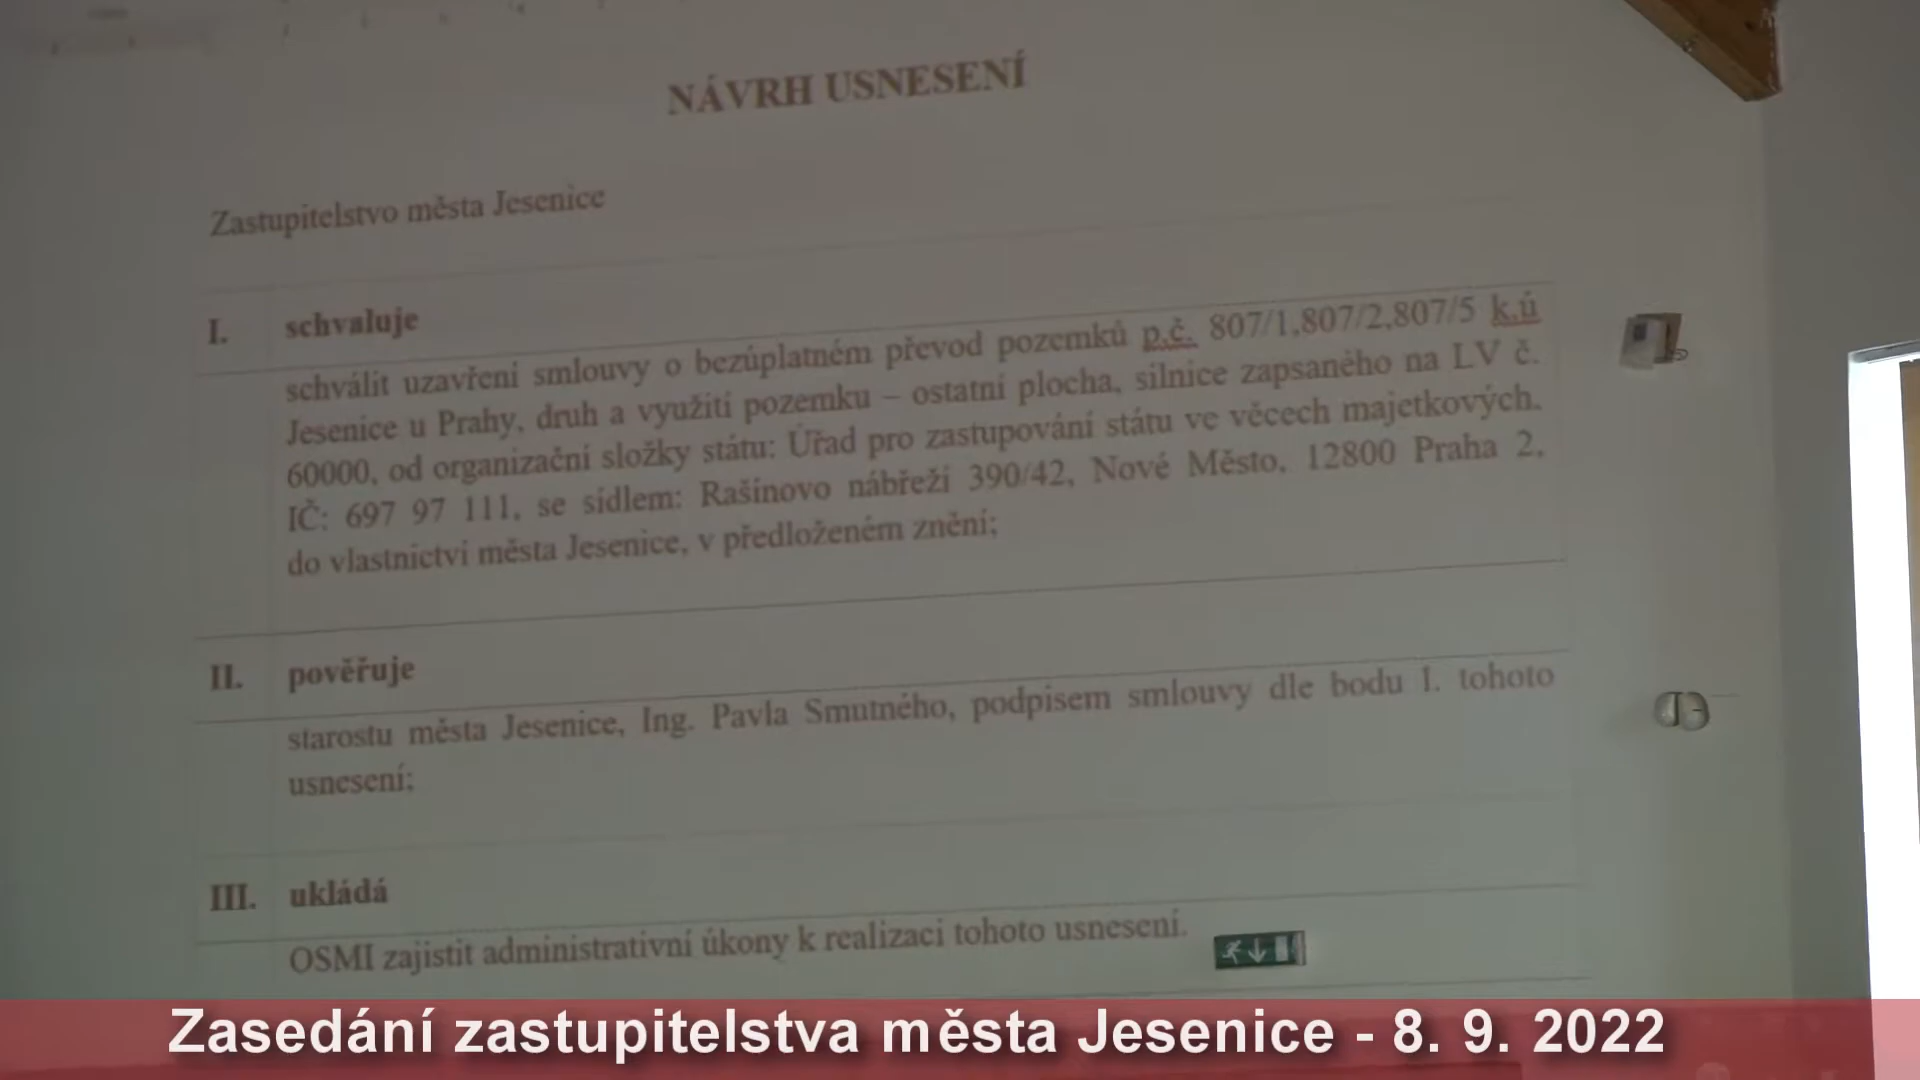 NÁVRH USNESENÍ
Zastupitelstvo města Jesenice
I. schvaluje
schválit uzavření smlouvy o bezúplatném převod pozemků p.č. 807/1,807/2,807/5 k.ú
Jesenice u Prahy, druh a využití pozemku – ostatní plocha, silnice zapsaného na LV č.
60000, od organizační složky státu: Úřad pro zastupování státu ve věcech majetkových,
IČ: 697 97 111, se sídlem: Rašínovo nábřeží 390/42, Nové Město, 12800 Praha 2,
do vlastnictví města Jesenice, v předloženém znění;
II. pověřuje
starostu města Jesenice, Ing. Pavla Smutného, podpisem smlouvy dle bodu I. tohoto
usnesení;
III. ukládá
OSMI zajistit administrativní úkony k realizaci tohoto usnesení.
Zasedání zastupitelstva města Jesenice - 8. 9. 2022